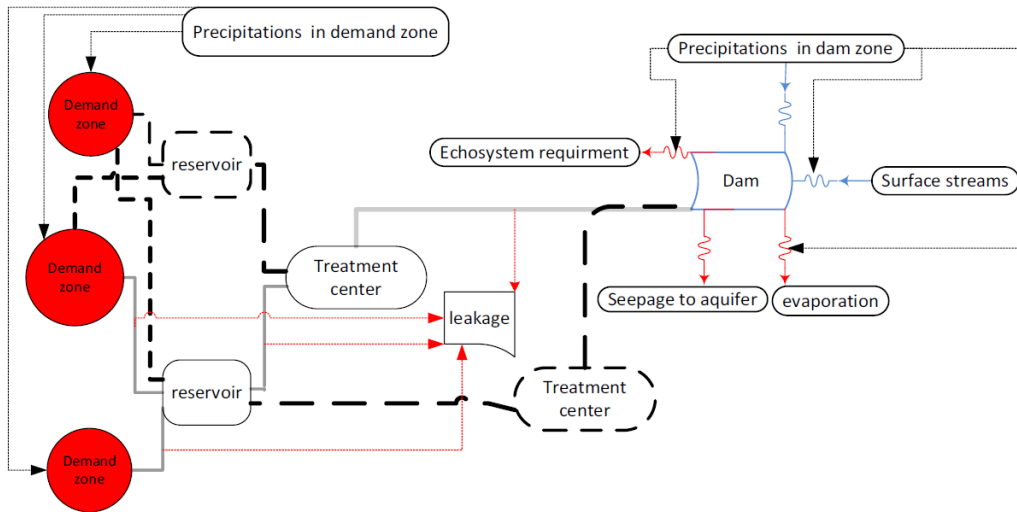 Precipitations in demand zone
Precipitations in dam zone
Demand
zone
reservoir
Echosystem requirment
Dam
Surface streams
Demand
zone
Treatment
center
Seepage to aquifer
evaporation
leakage
reservoir
Treatment
center
Demand
zone